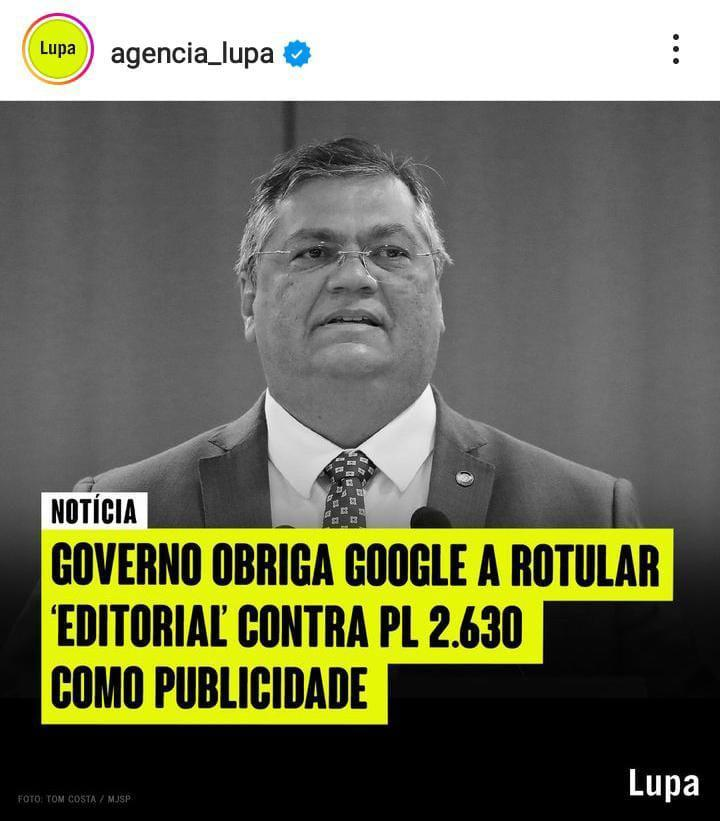 Lupa
agencia_lupa
NOTÍCIA
GOVERNO OBRIGA GOOGLE A ROTULAR
‘EDITORIAL’ CONTRA PL 2.630
COMO PUBLICIDADE
Lupa
FOTO: TOM COSTA / MJSP